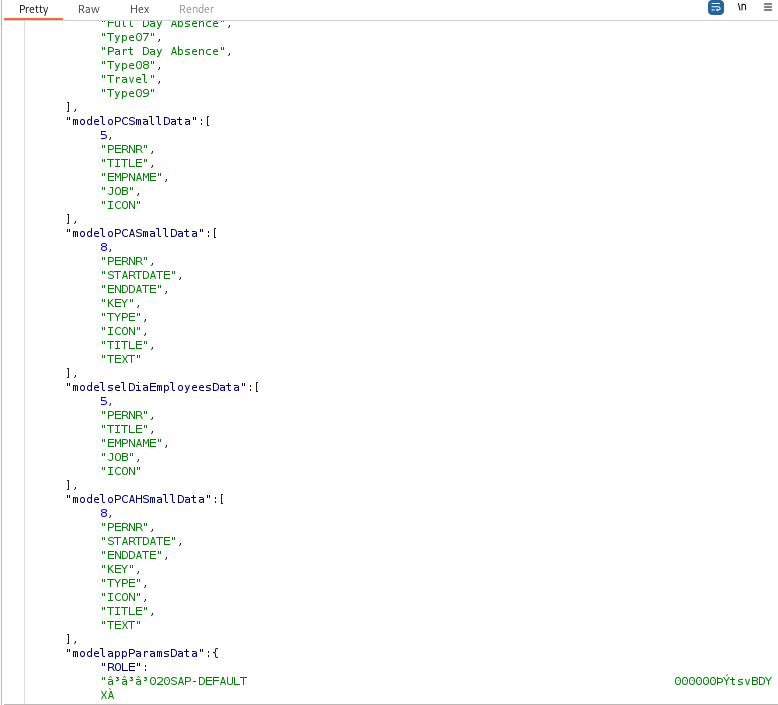 Pretty Raw Hex Render \n
"Full Day Absence",
"Type07",
"Part Day Absence",
"Type08",
"Travel",
"Type09"
],
"modeloPCSmallData":[
5,
"PERNR",
"TITLE",
"EMPNAME",
"JOB",
"ICON"
],
"modeloPCASmallData":[
8,
"PERNR",
"STARTDATE",
"ENDDATE",
"KEY",
"TYPE",
"ICON",
"TITLE",
"TEXT"
],
"modelselDiaEmployeesData":[
5,
"PERNR",
"TITLE",
"EMPNAME",
"JOB",
"ICON"
],
"modeloPCAHSmallData":[
8,
"PERNR",
"STARTDATE",
"ENDDATE",
"KEY",
"TYPE",
"ICON",
"TITLE",
"TEXT"
],
"modelappParamsData":{
"ROLE":
"â³â³â³020SAP-DEFAULT 000000ÞÝtsvBDY
XÀ